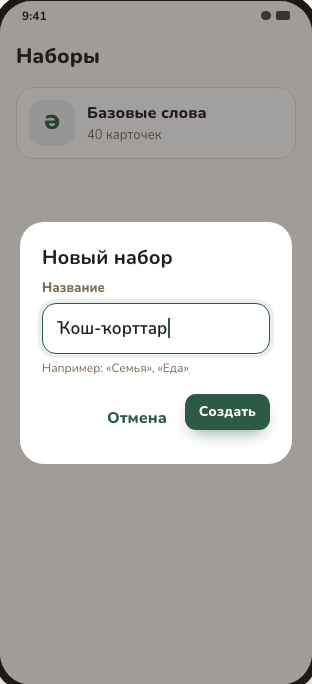 9:41
Наборы
ә
Базовые слова
40 карточек
Новый набор
Название
Ҡош-ҡорттар
Например: «Семья», «Еда»
Отмена
Создать